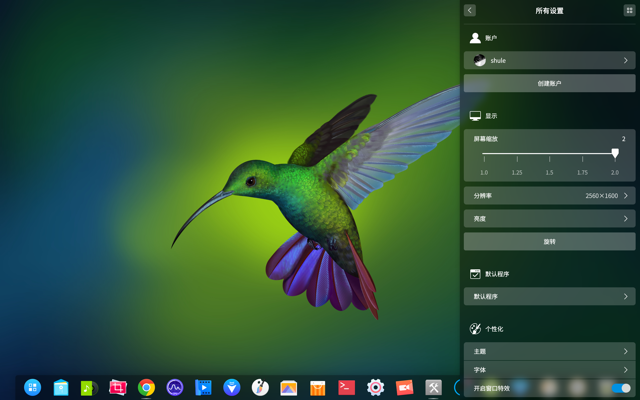 所有设置
账户
shule
创建账户
显示
屏幕缩放 2
1.0 1.25 1.5 1.75 2.0
分辨率 2560×1600
亮度
旋转
默认程序
默认程序
个性化
主题
字体
开启窗口特效